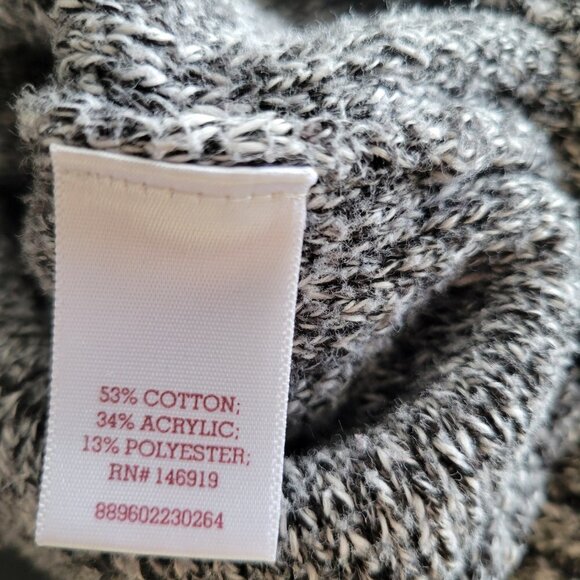 53% COTTON;
34% ACRYLIC;
13% POLYESTER;
RN# 146919
889602230264